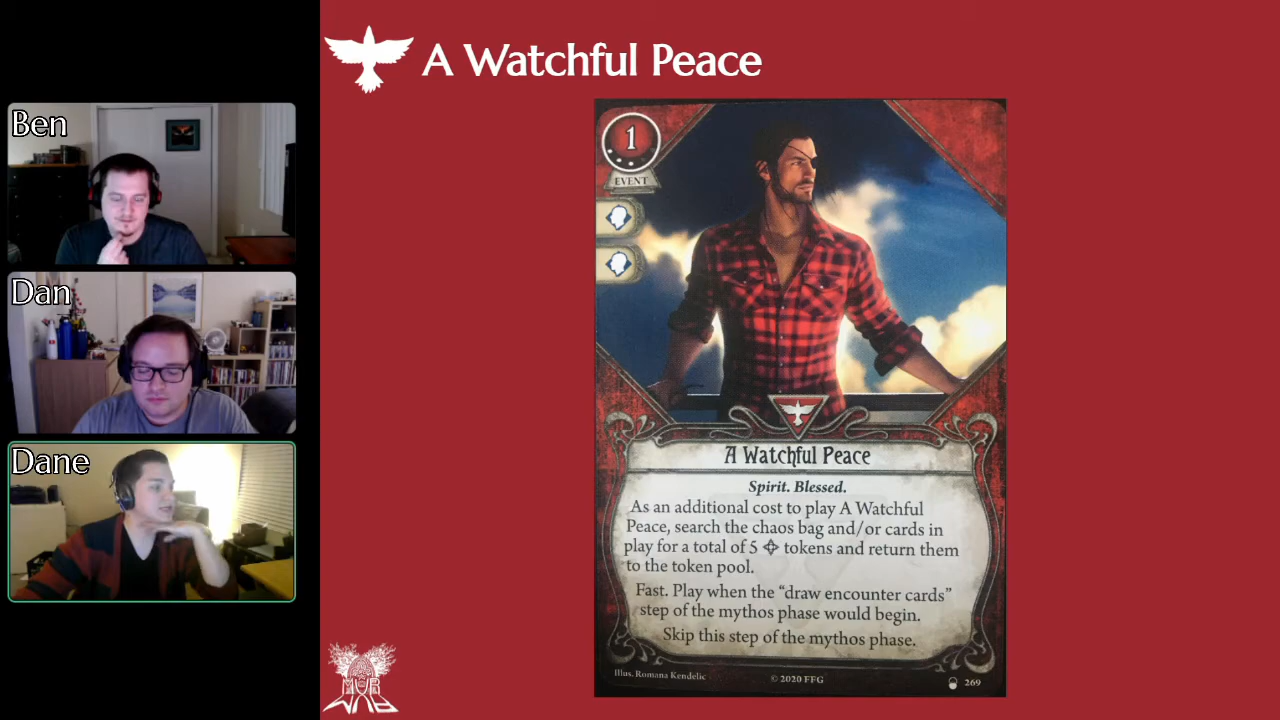 A Watchful Peace
Ben
Dan
Dane
1
EVENT
A Watchful Peace
Spirit. Blessed.
As an additional cost to play A Watchful
Peace, search the chaos bag and/or cards in
play for a total of 5 tokens and return them
to the token pool.
Fast. Play when the “draw encounter cards”
step of the mythos phase would begin.
Skip this step of the mythos phase.
Illus. Romana Kendelic
© 2020 FFG
269